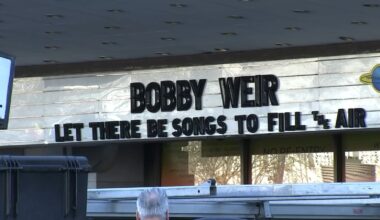 BOBBY WEIR
LET THERE BE SONGS TO FILL THE AIR